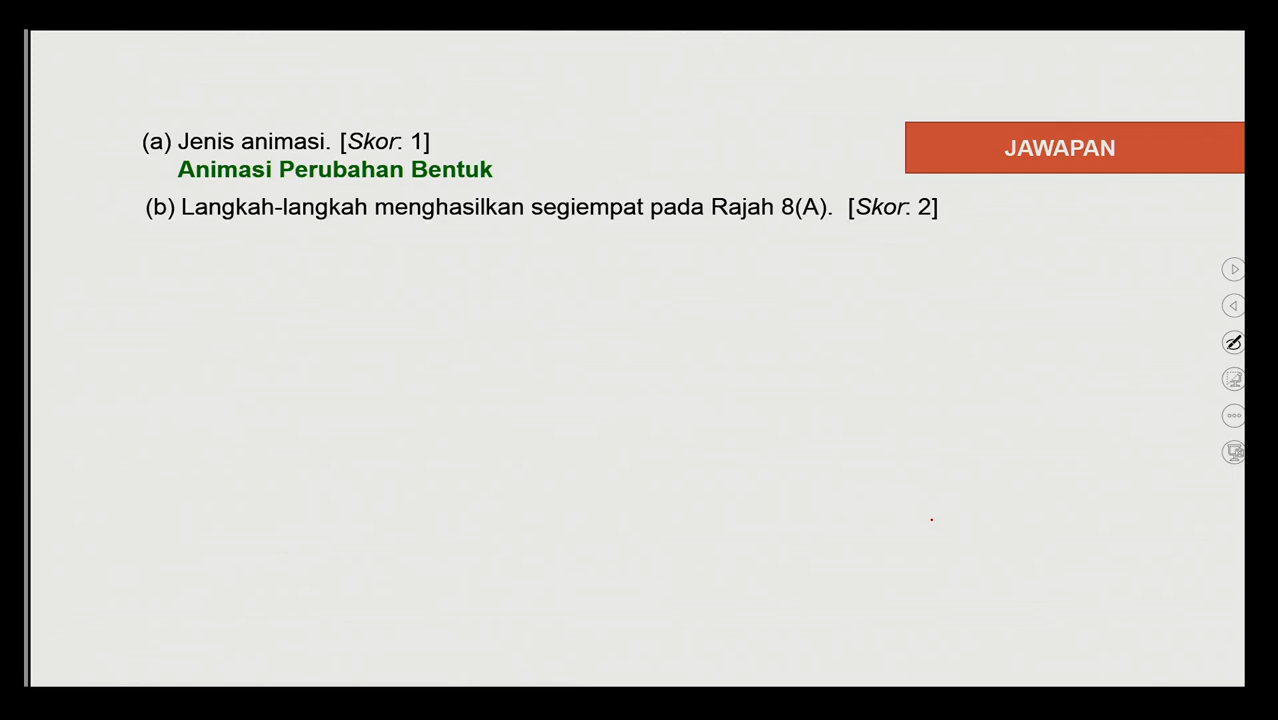 (a) Jenis animasi. [Skor: 1]
JAWAPAN
Animasi Perubahan Bentuk
(b) Langkah-langkah menghasilkan segiempat pada Rajah 8(A). [Skor: 2]